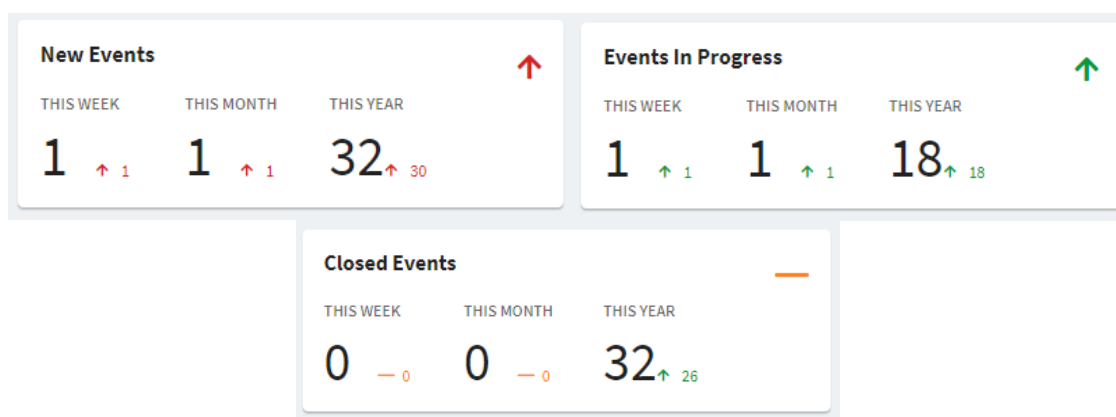 New Events
THIS WEEK THIS MONTH THIS YEAR
1 ↑ 1 1 ↑ 1 32 ↑ 30
Events In Progress
THIS WEEK THIS MONTH THIS YEAR
1 ↑ 1 1 ↑ 1 18 ↑ 18
Closed Events
THIS WEEK THIS MONTH THIS YEAR
0 — 0 0 — 0 32 ↑ 26